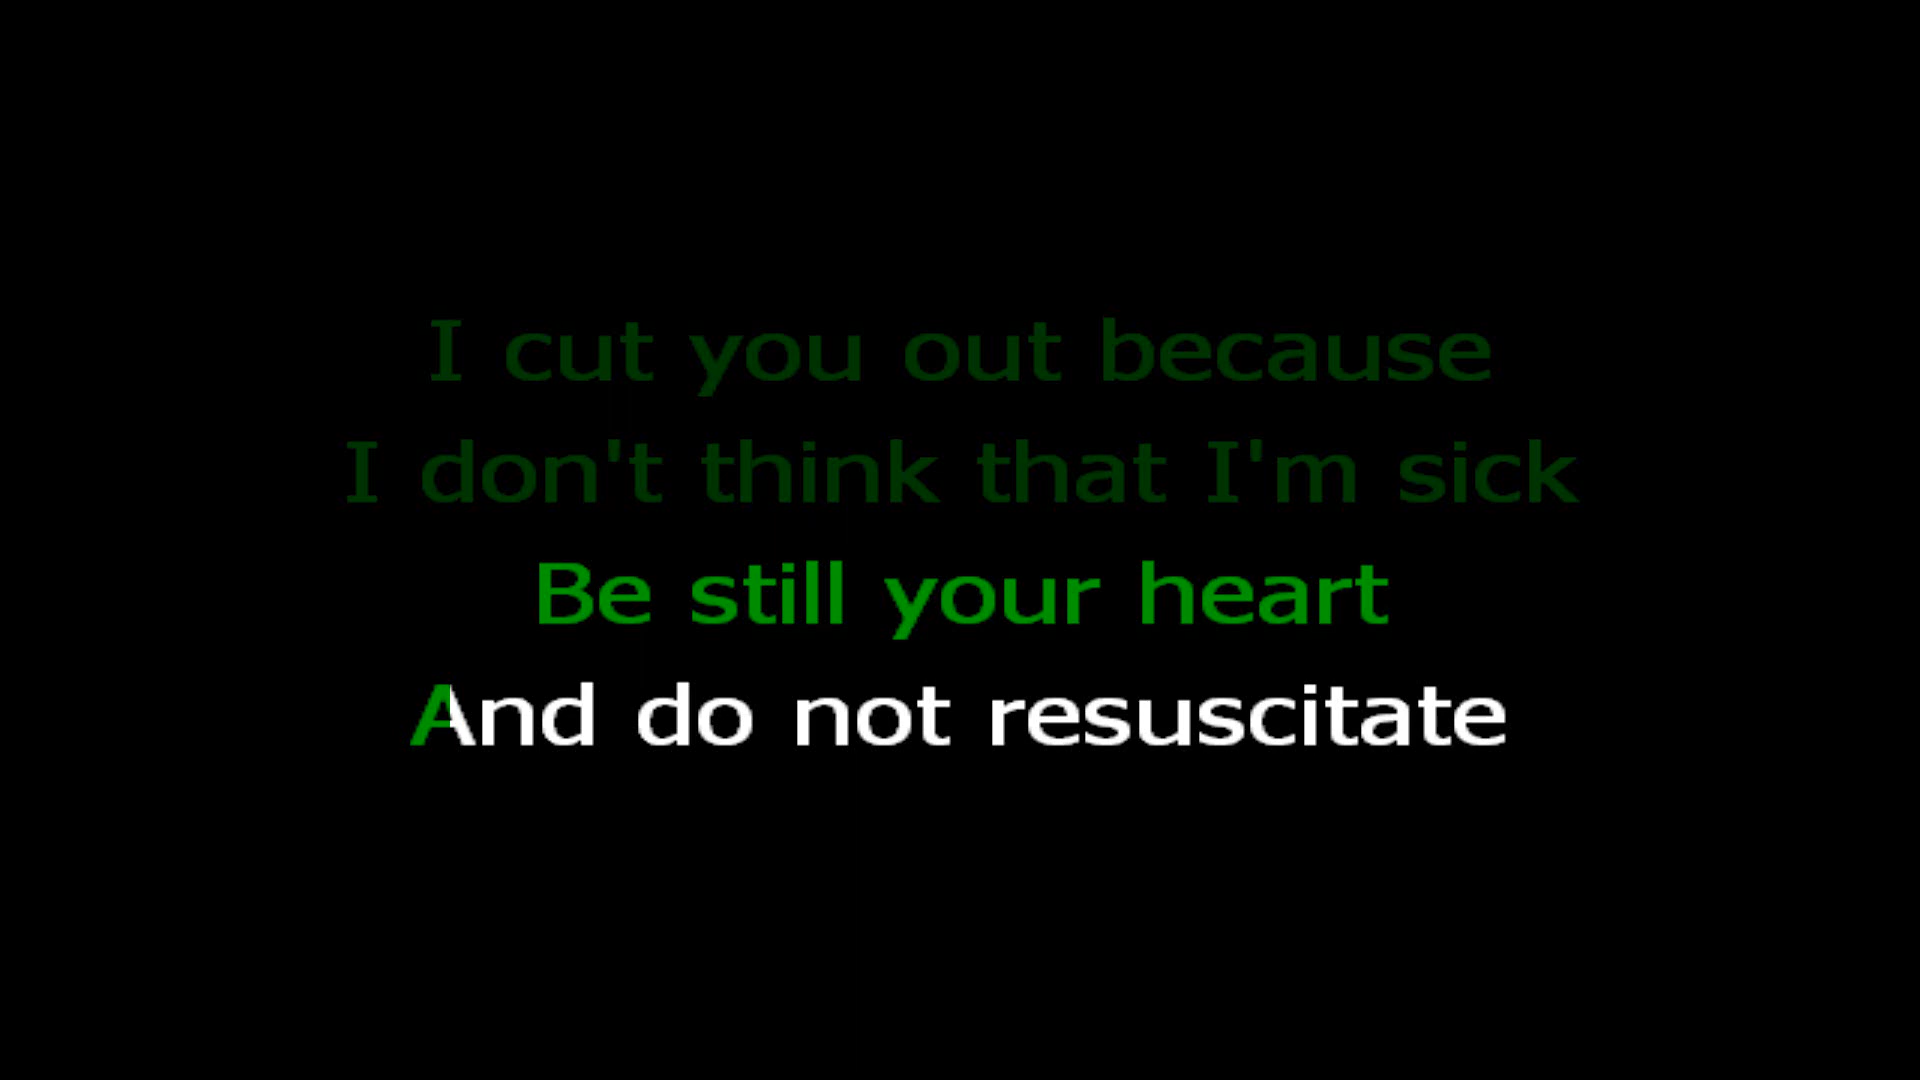 I cut you out because
I don't think that I'm sick
Be still your heart
And do not resuscitate